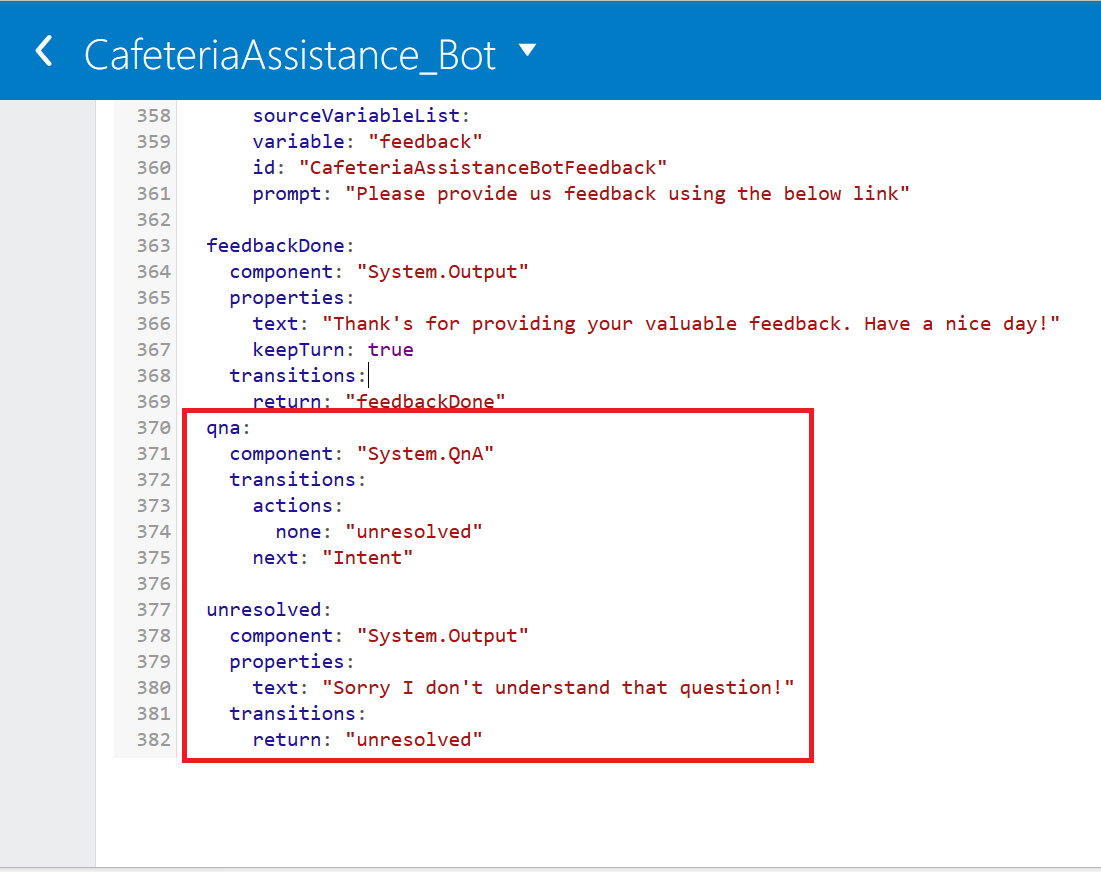 CafeteriaAssistance_Bot
358 sourceVariableList:
359 variable: "feedback"
360 id: "CafeteriaAssistanceBotFeedback"
361 prompt: "Please provide us feedback using the below link"
362
363 feedbackDone:
364 component: "System.Output"
365 properties:
366 text: "Thank's for providing your valuable feedback. Have a nice day!"
367 keepTurn: true
368 transitions:
369 return: "feedbackDone"
370 qna:
371 component: "System.QnA"
372 transitions:
373 actions:
374 none: "unresolved"
375 next: "Intent"
376
377 unresolved:
378 component: "System.Output"
379 properties:
380 text: "Sorry I don't understand that question!"
381 transitions:
382 return: "unresolved"